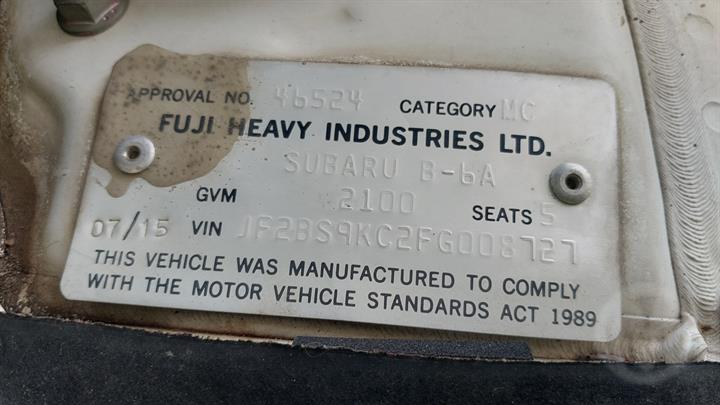 APPROVAL NO. 46524 CATEGORY MC
FUJI HEAVY INDUSTRIES LTD.
SUBARU B-6A
GVM 2100 SEATS 5
07/15 VIN JF2BS9KC2FG008727
THIS VEHICLE WAS MANUFACTURED TO COMPLY
WITH THE MOTOR VEHICLE STANDARDS ACT 1989